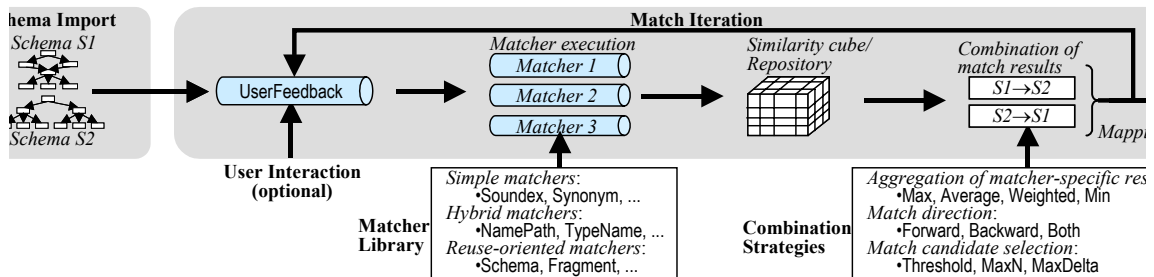 hema Import
Schema S1
Schema S2
Match Iteration
UserFeedback
User Interaction
(optional)
Matcher execution
Matcher 1
Matcher 2
Matcher 3
Similarity cube/
Repository
Combination of
match results
S1→S2
S2→S1
Mappi
Matcher
Library
Simple matchers:
•Soundex, Synonym, ...
Hybrid matchers:
•NamePath, TypeName, ...
Reuse-oriented matchers:
•Schema, Fragment, ...
Combination
Strategies
Aggregation of matcher-specific res
•Max, Average, Weighted, Min
Match direction:
•Forward, Backward, Both
Match candidate selection:
•Threshold, MaxN, MaxDelta